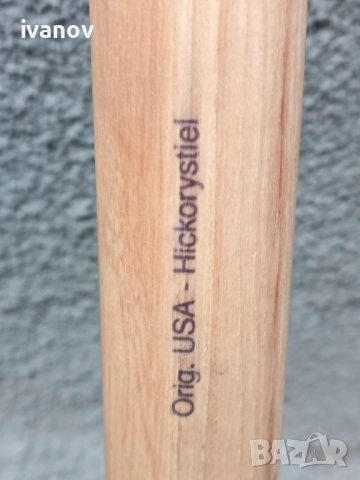 ivanov
Orig. USA - Hickorystiel
BAZAR